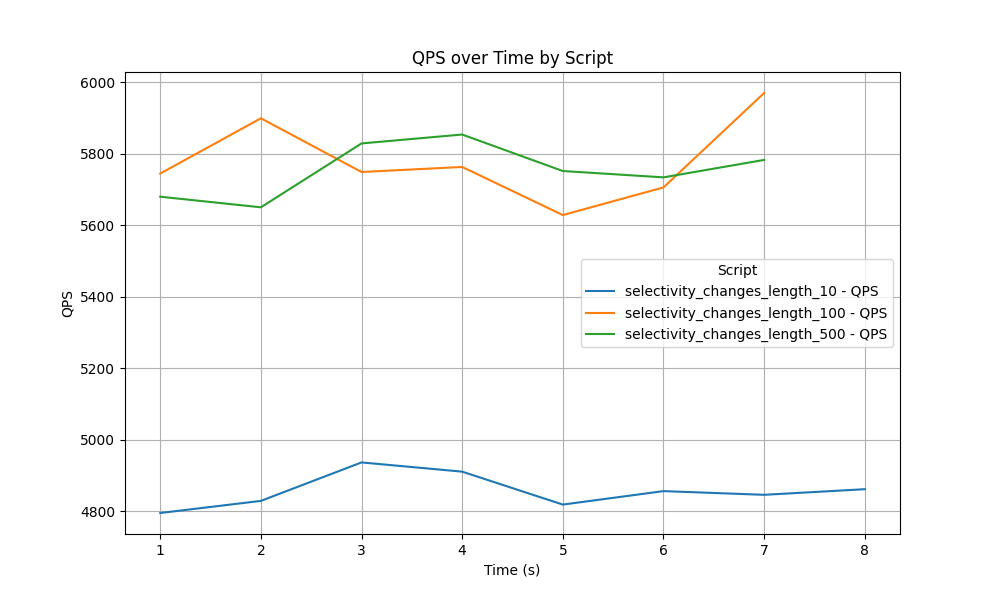 QPS over Time by Script
6000
5800
5600
5400
5200
5000
4800
QPS
Script
selectivity_changes_length_10 - QPS
selectivity_changes_length_100 - QPS
selectivity_changes_length_500 - QPS
1 2 3 4 5 6 7 8
Time (s)